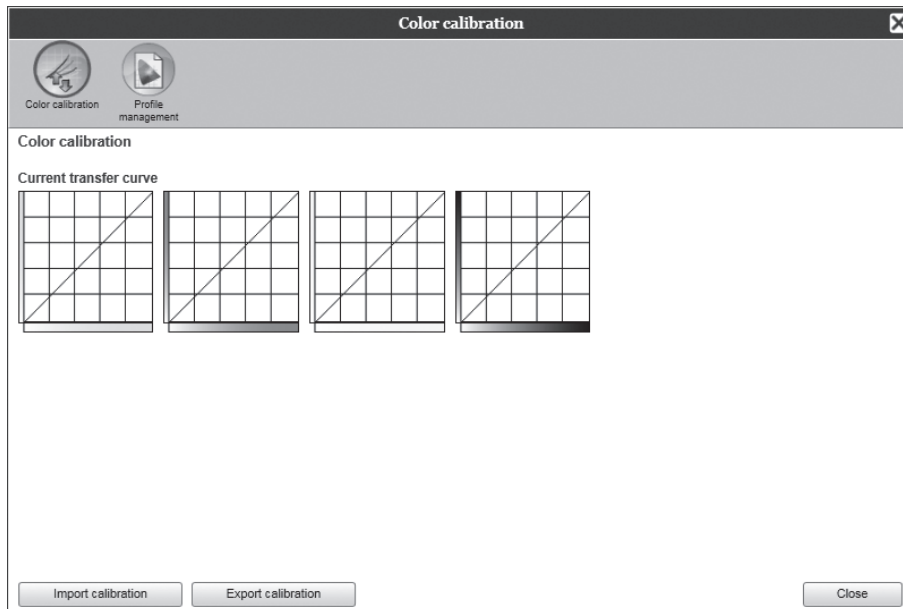 Color calibration
Color calibration
Profile
management
Color calibration
Current transfer curve
Import calibration
Export calibration
Close